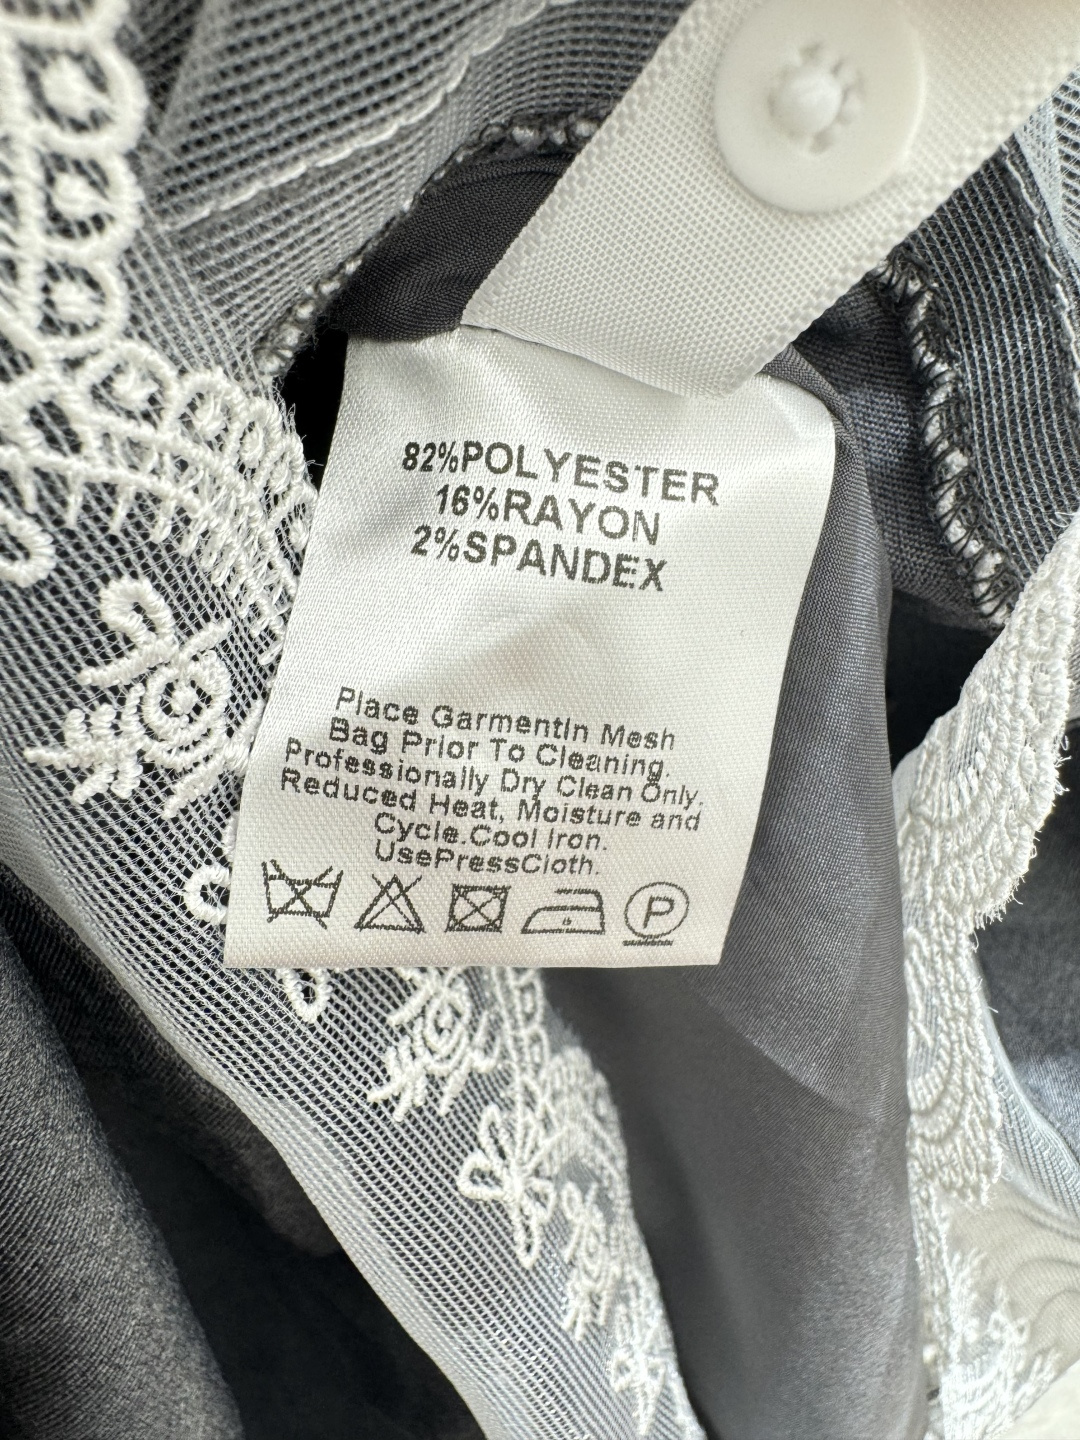 82%POLYESTER
16%RAYON
2%SPANDEX
Place GarmentIn Mesh
Bag Prior To Cleaning.
Professionally Dry Clean Only.
Reduced Heat, Moisture and
Cycle.Cool Iron.
UsePressCloth.
P